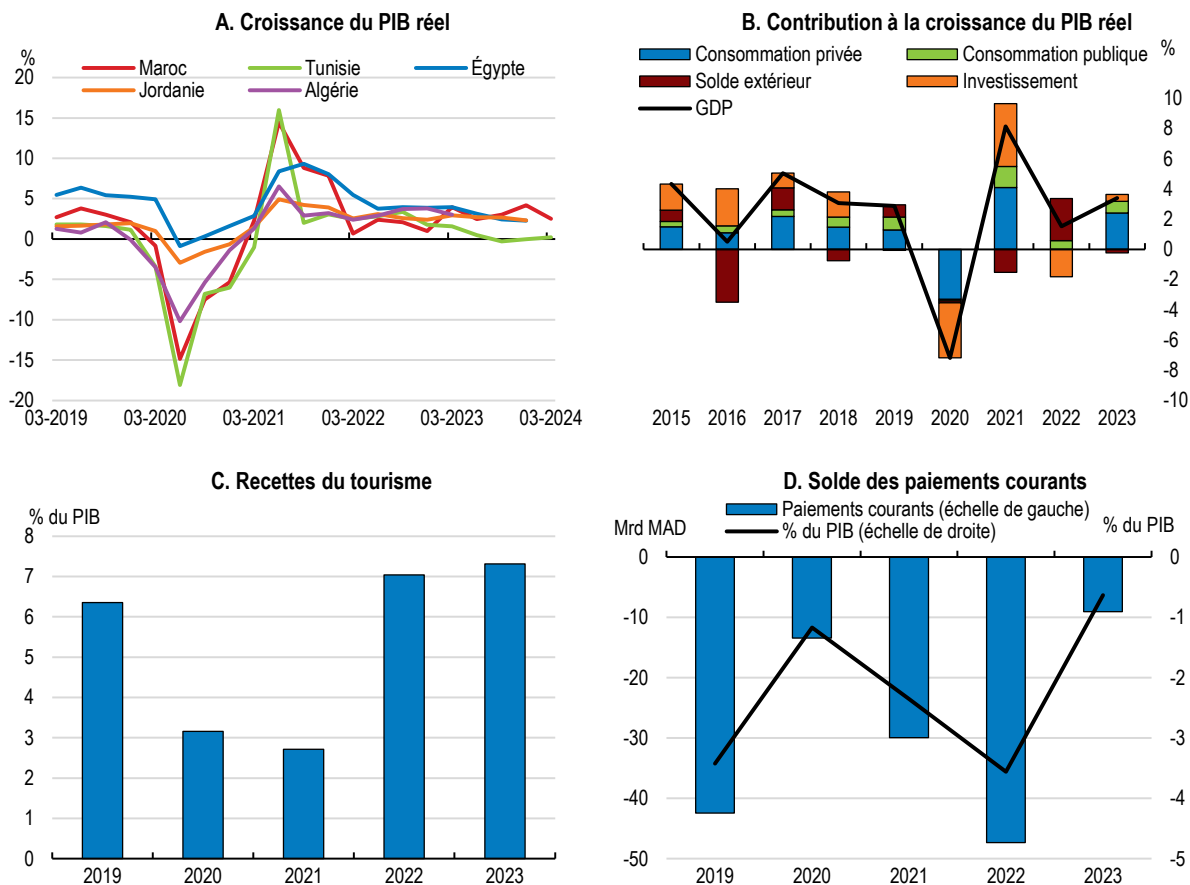 A. Croissance du PIB réel
%
Maroc Tunisie Égypte
Jordanie Algérie
20
15
10
5
0
-5
-10
-15
-20
03-2019 03-2020 03-2021 03-2022 03-2023 03-2024
B. Contribution à la croissance du PIB réel
Consommation privée Consommation publique
Solde extérieur Investissement
GDP
%
10
8
6
4
2
0
-2
-4
-6
-8
-10
2015 2016 2017 2018 2019 2020 2021 2022 2023
C. Recettes du tourisme
% du PIB
8
7
6
5
4
3
2
1
0
2019 2020 2021 2022 2023
D. Solde des paiements courants
Paiements courants (échelle de gauche)
% du PIB (échelle de droite)
Mrd MAD
% du PIB
0
-10
-20
-30
-40
-50
0
-1
-2
-3
-4
-5
2019 2020 2021 2022 2023